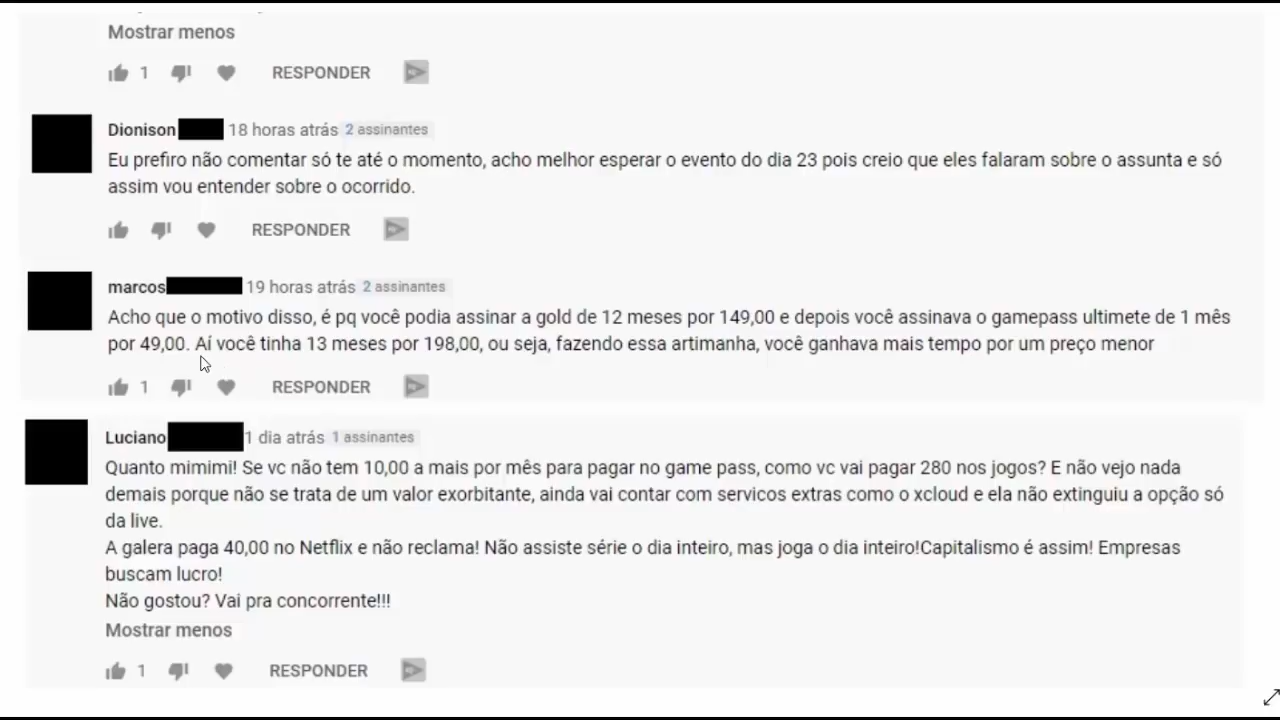 Mostrar menos
1 RESPONDER
Dionison 18 horas atrás 2 assinantes
Eu prefiro não comentar só te até o momento, acho melhor esperar o evento do dia 23 pois creio que eles falaram sobre o assunta e só
assim vou entender sobre o ocorrido.
RESPONDER
marcos 19 horas atrás 2 assinantes
Acho que o motivo disso, é pq você podia assinar a gold de 12 meses por 149,00 e depois você assinava o gamepass ultimete de 1 mês
por 49,00. Aí você tinha 13 meses por 198,00, ou seja, fazendo essa artimanha, você ganhava mais tempo por um preço menor
1 RESPONDER
Luciano 1 dia atrás 1 assinantes
Quanto mimimi! Se vc não tem 10,00 a mais por mês para pagar no game pass, como vc vai pagar 280 nos jogos? E não vejo nada
demais porque não se trata de um valor exorbitante, ainda vai contar com servicos extras como o xcloud e ela não extinguiu a opção só
da live.
A galera paga 40,00 no Netflix e não reclama! Não assiste série o dia inteiro, mas joga o dia inteiro!Capitalismo é assim! Empresas
buscam lucro!
Não gostou? Vai pra concorrente!!!
Mostrar menos
1 RESPONDER